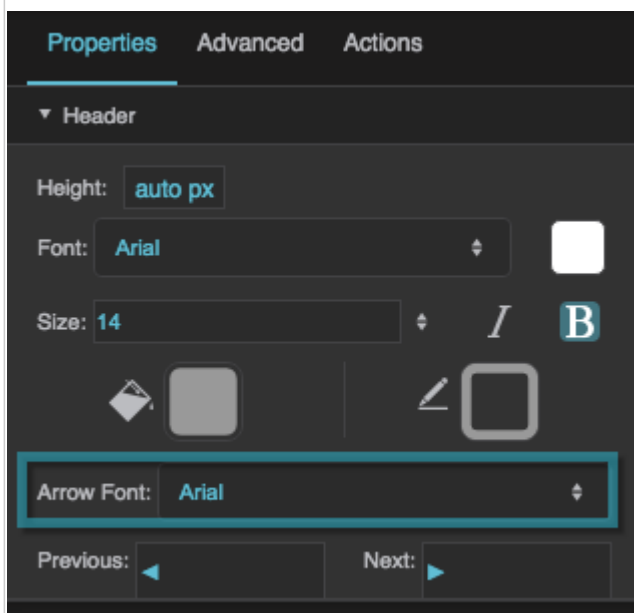 Properties Advanced Actions
▼ Header
Height: auto px
Font: Arial
Size: 14 I B
Arrow Font: Arial
Previous: ◀ Next: ▶